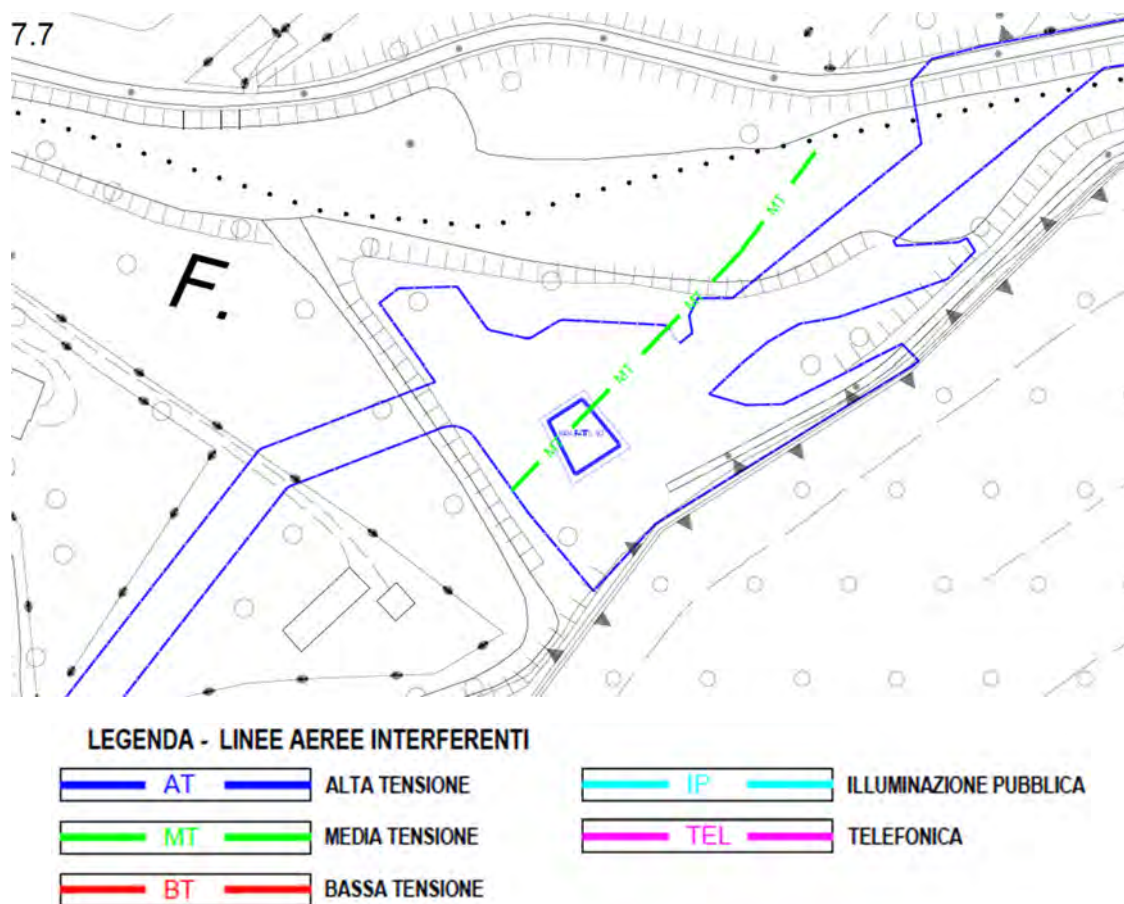 7.7
F.
MT
MT
MT
MT
LEGENDA - LINEE AEREE INTERFERENTI
AT ALTA TENSIONE
IP ILLUMINAZIONE PUBBLICA
MT MEDIA TENSIONE
TEL TELEFONICA
BT BASSA TENSIONE